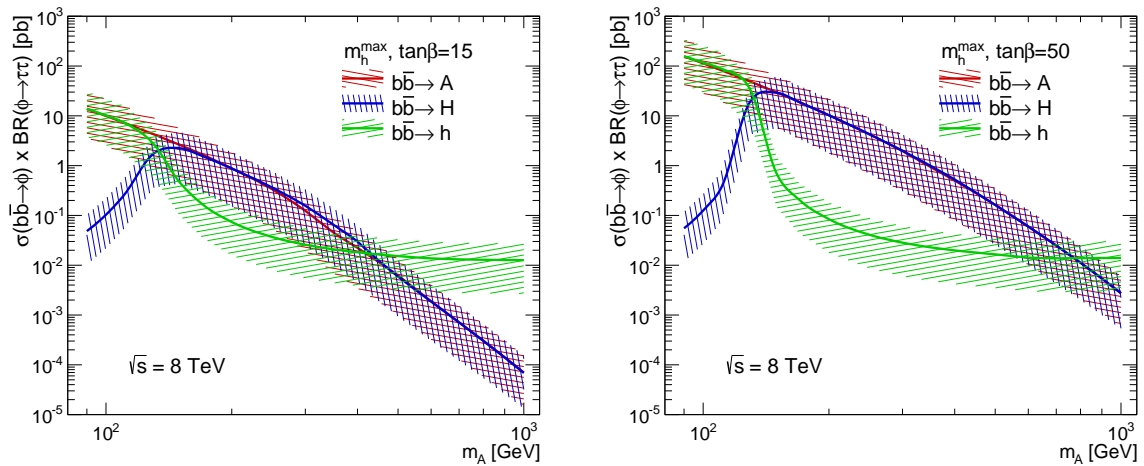 σ(bb̄→φ) x BR(φ→ττ) [pb]
10³
10²
10
1
10⁻¹
10⁻²
10⁻³
10⁻⁴
10⁻⁵
m_h^max, tanβ=15
bb̄→ A
bb̄→ H
bb̄→ h
√s = 8 TeV
10²
10³
m_A [GeV]
σ(bb̄→φ) x BR(φ→ττ) [pb]
10³
10²
10
1
10⁻¹
10⁻²
10⁻³
10⁻⁴
10⁻⁵
m_h^max, tanβ=50
bb̄→ A
bb̄→ H
bb̄→ h
√s = 8 TeV
10²
10³
m_A [GeV]